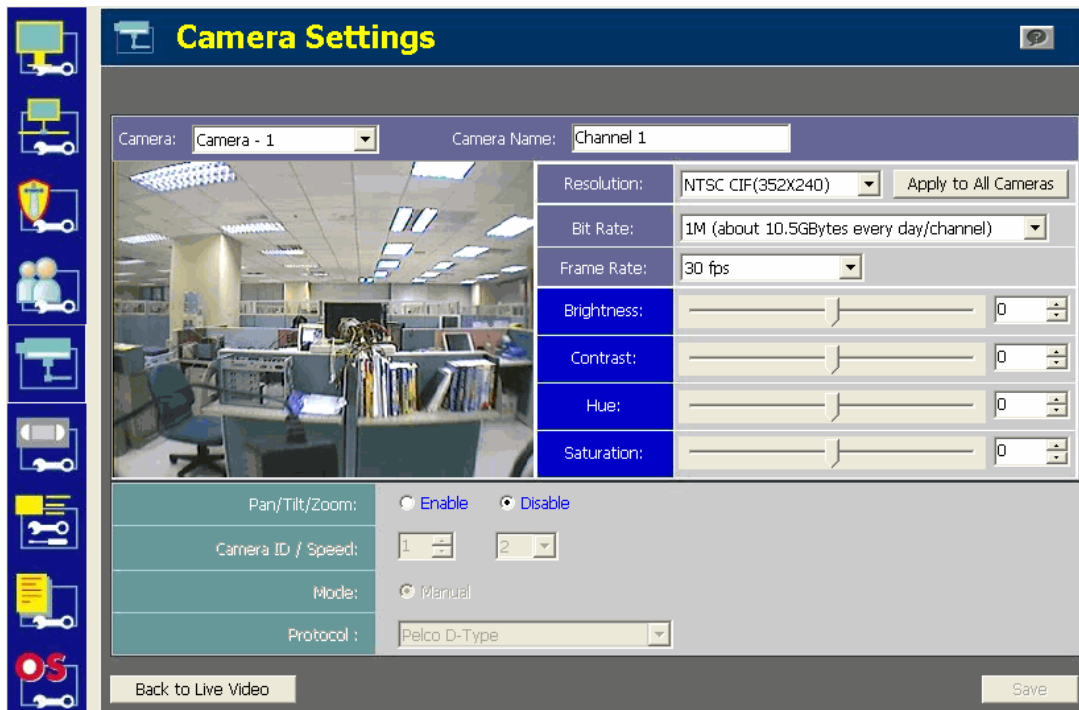 Camera Settings
?
Camera: Camera - 1 Camera Name: Channel 1
Resolution: NTSC CIF(352X240) Apply to All Cameras
Bit Rate: 1M (about 10.5GBytes every day/channel)
Frame Rate: 30 fps
Brightness: 0
Contrast: 0
Hue: 0
Saturation: 0
Pan/Tilt/Zoom: Enable Disable
Camera ID / Speed: 1 2
Mode: Manual
Protocol : Pelco D-Type
OS
Back to Live Video Save